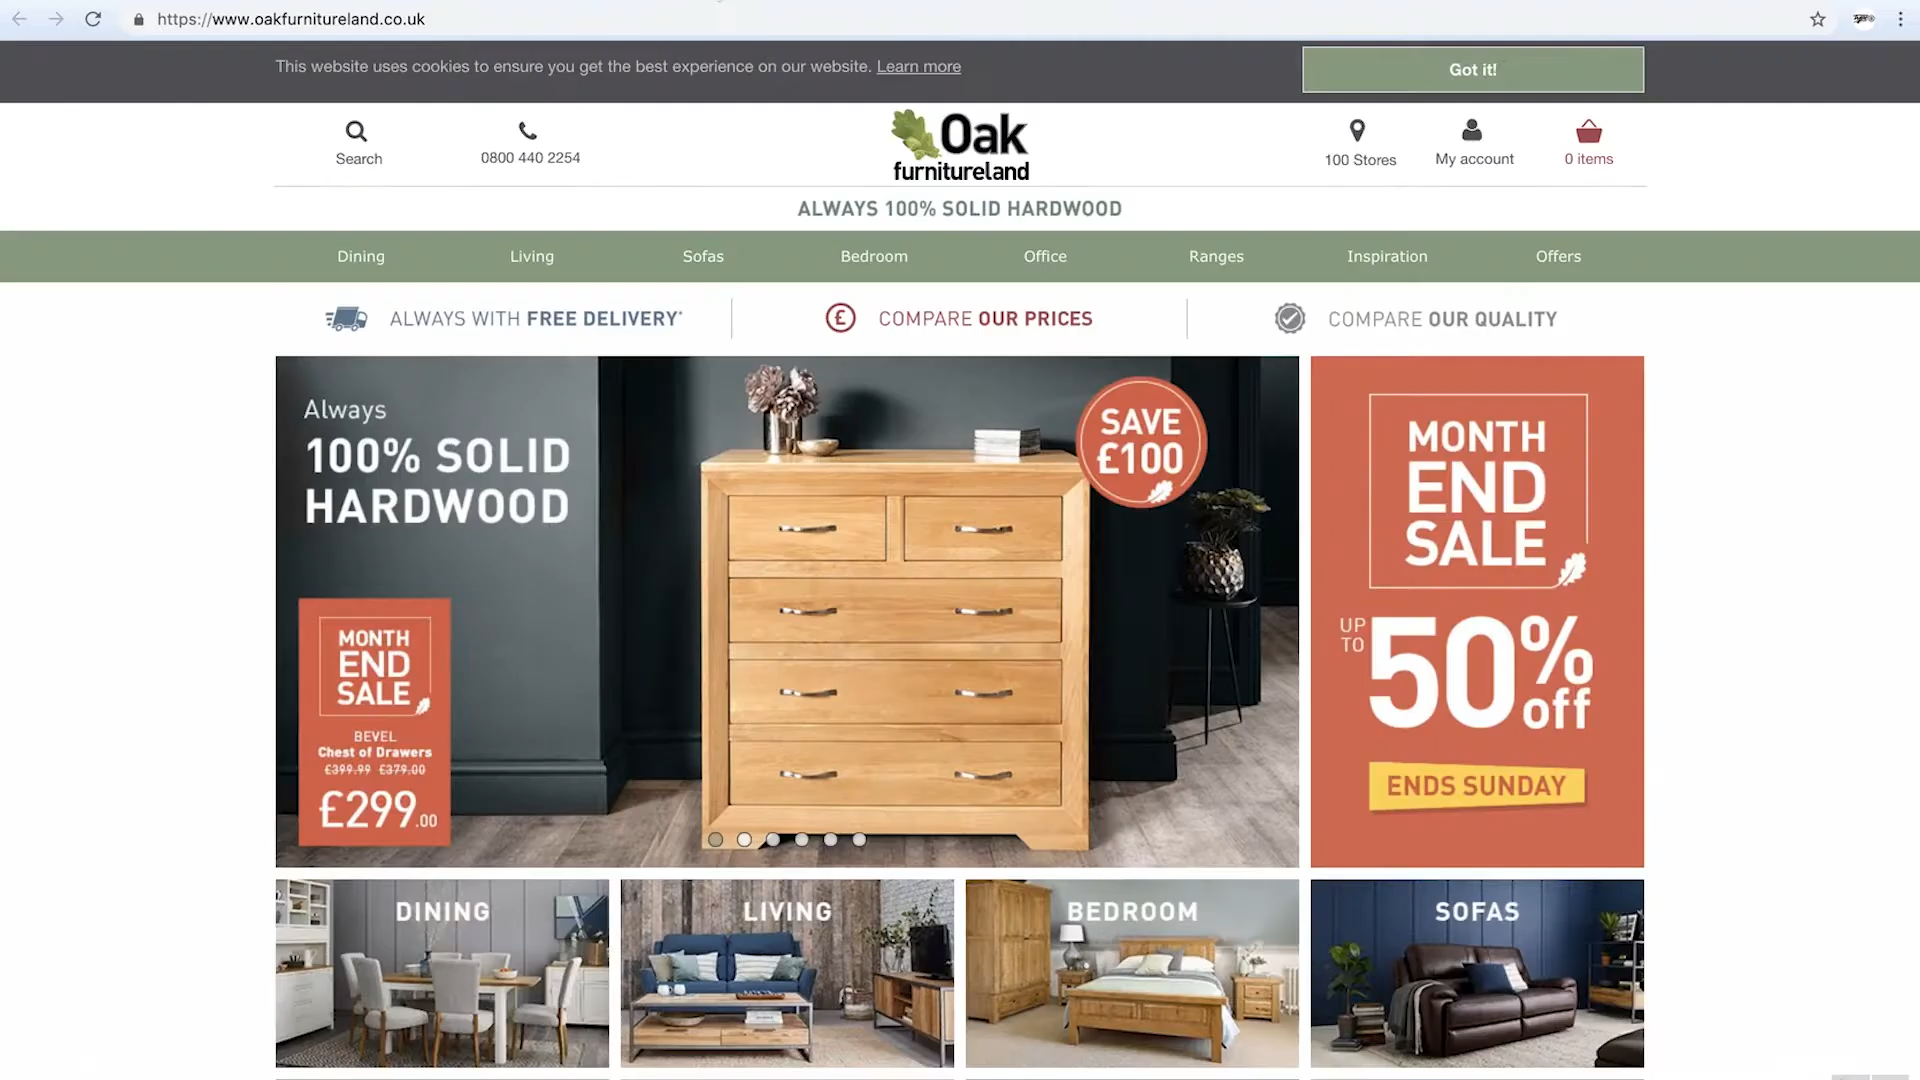 https://www.oakfurnitureland.co.uk
This website uses cookies to ensure you get the best experience on our website. Learn more
Got it!
Search
0800 440 2254
Oak
furnitureland
100 Stores
My account
0 items
ALWAYS 100% SOLID HARDWOOD
Dining
Living
Sofas
Bedroom
Office
Ranges
Inspiration
Offers
ALWAYS WITH FREE DELIVERY*
£ COMPARE OUR PRICES
COMPARE OUR QUALITY
Always
100% SOLID
HARDWOOD
SAVE
£100
MONTH
END
SALE
BEVEL
Chest of Drawers
£399.99 £379.00
£299.00
MONTH
END
SALE
UP
TO
50%
off
ENDS SUNDAY
DINING
LIVING
BEDROOM
SOFAS